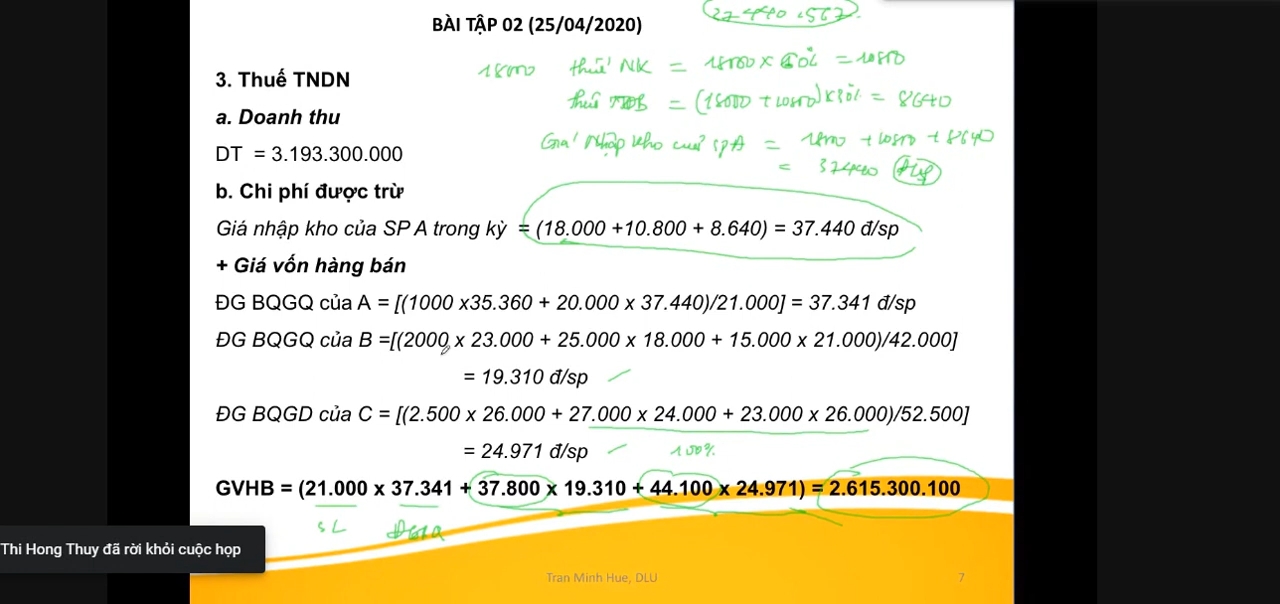 27.440.567
BÀI TẬP 02 (25/04/2020)
18000 thuế NK = 18000 x 60% = 10800
3. Thuế TNDN
thuế TTĐB = (18000 + 10800) x 30% = 8640
a. Doanh thu
Giá nhập kho của SPA = 18000 + 10800 + 8640
DT = 3.193.300.000
= 37440 đ/sp
b. Chi phí được trừ
Giá nhập kho của SP A trong kỳ = (18.000 +10.800 + 8.640) = 37.440 đ/sp
+ Giá vốn hàng bán
ĐG BQGQ của A = [(1000 x35.360 + 20.000 x 37.440)/21.000] = 37.341 đ/sp
ĐG BQGQ của B =[(2000 x 23.000 + 25.000 x 18.000 + 15.000 x 21.000)/42.000]
= 19.310 đ/sp
ĐG BQGD của C = [(2.500 x 26.000 + 27.000 x 24.000 + 23.000 x 26.000)/52.500]
= 24.971 đ/sp 100%
GVHB = (21.000 x 37.341 + 37.800 x 19.310 + 44.100 x 24.971) = 2.615.300.100
SL
Thi Hong Thuy đã rời khỏi cuộc họp
Tran Minh Hue, DLU 7